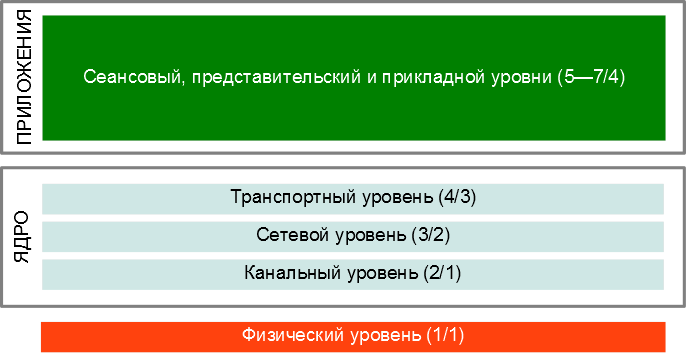 ПРИЛОЖЕНИЯ
Сеансовый, представительский и прикладной уровни (5—7/4)
ЯДРО
Транспортный уровень (4/3)
Сетевой уровень (3/2)
Канальный уровень (2/1)
Физический уровень (1/1)